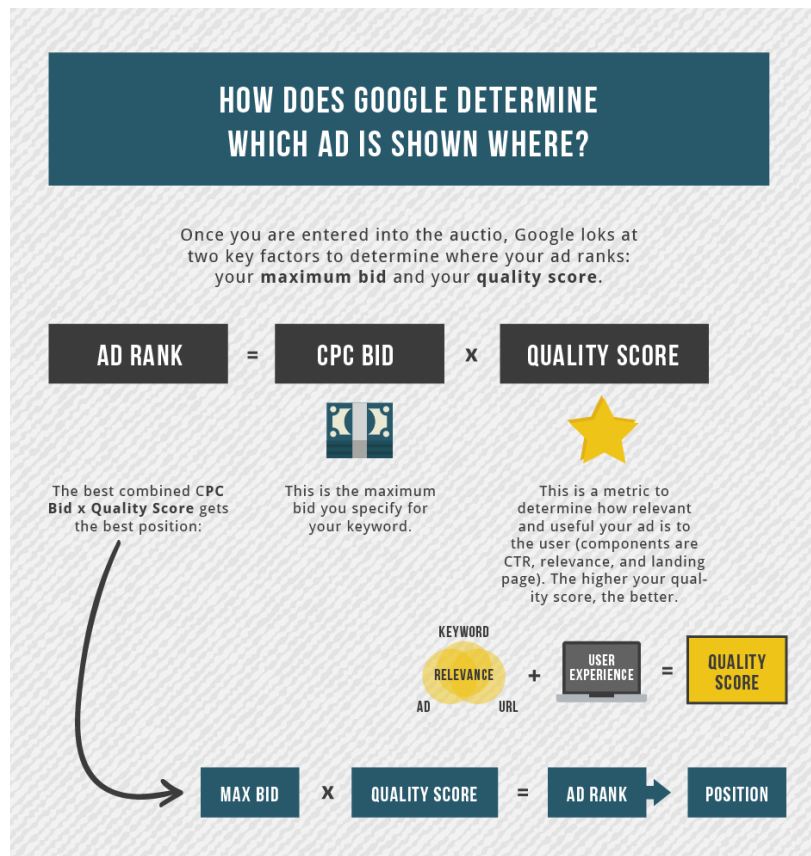 HOW DOES GOOGLE DETERMINE
WHICH AD IS SHOWN WHERE?
Once you are entered into the auctio, Google loks at
two key factors to determine where your ad ranks:
your maximum bid and your quality score.
AD RANK = CPC BID x QUALITY SCORE
The best combined CPC
Bid x Quality Score gets
the best position:
This is the maximum
bid you specify for
your keyword.
This is a metric to
determine how relevant
and useful your ad is to
the user (components are
CTR, relevance, and landing
page). The higher your qual-
ity score, the better.
KEYWORD
RELEVANCE
AD
URL
+
USER
EXPERIENCE
=
QUALITY
SCORE
MAX BID x QUALITY SCORE = AD RANK POSITION